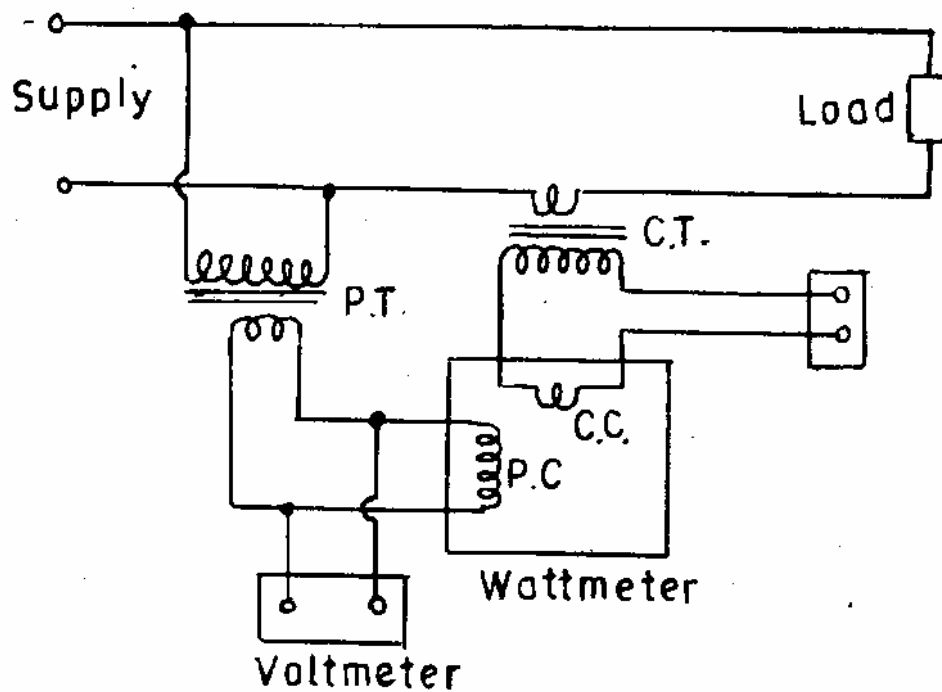 Supply
Load
C.T.
P.T.
C.C.
P.C
Wattmeter
Voltmeter